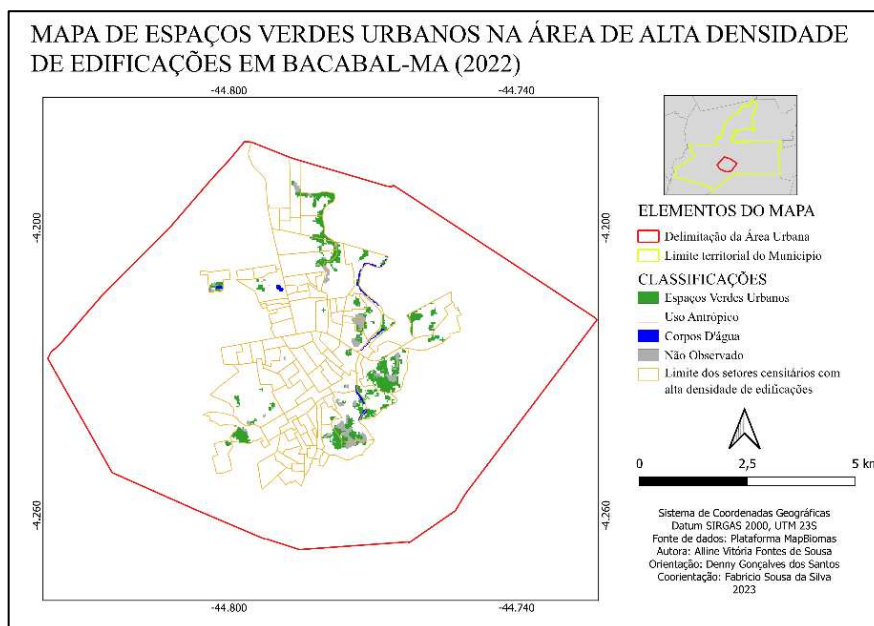 MAPA DE ESPAÇOS VERDES URBANOS NA ÁREA DE ALTA DENSIDADE
DE EDIFICAÇÕES EM BACABAL-MA (2022)
-44.800
-44.740
-4.200
-4.200
-4.260
-4.260
-44.800
-44.740
ELEMENTOS DO MAPA
Delimitação da Área Urbana
Limite territorial do Municipio
CLASSIFICAÇÕES
Espaços Verdes Urbanos
Uso Antrópico
Corpos D'água
Não Observado
Limite dos setores censitários com
alta densidade de edificações
0 2,5 5 km
Sistema de Coordenadas Geográficas
Datum SIRGAS 2000, UTM 23S
Fonte de dados: Plataforma MapBiomas
Autora: Alline Vitória Fontes de Sousa
Orientação: Denny Gonçalves dos Santos
Coorientação: Fabricio Sousa da Silva
2023